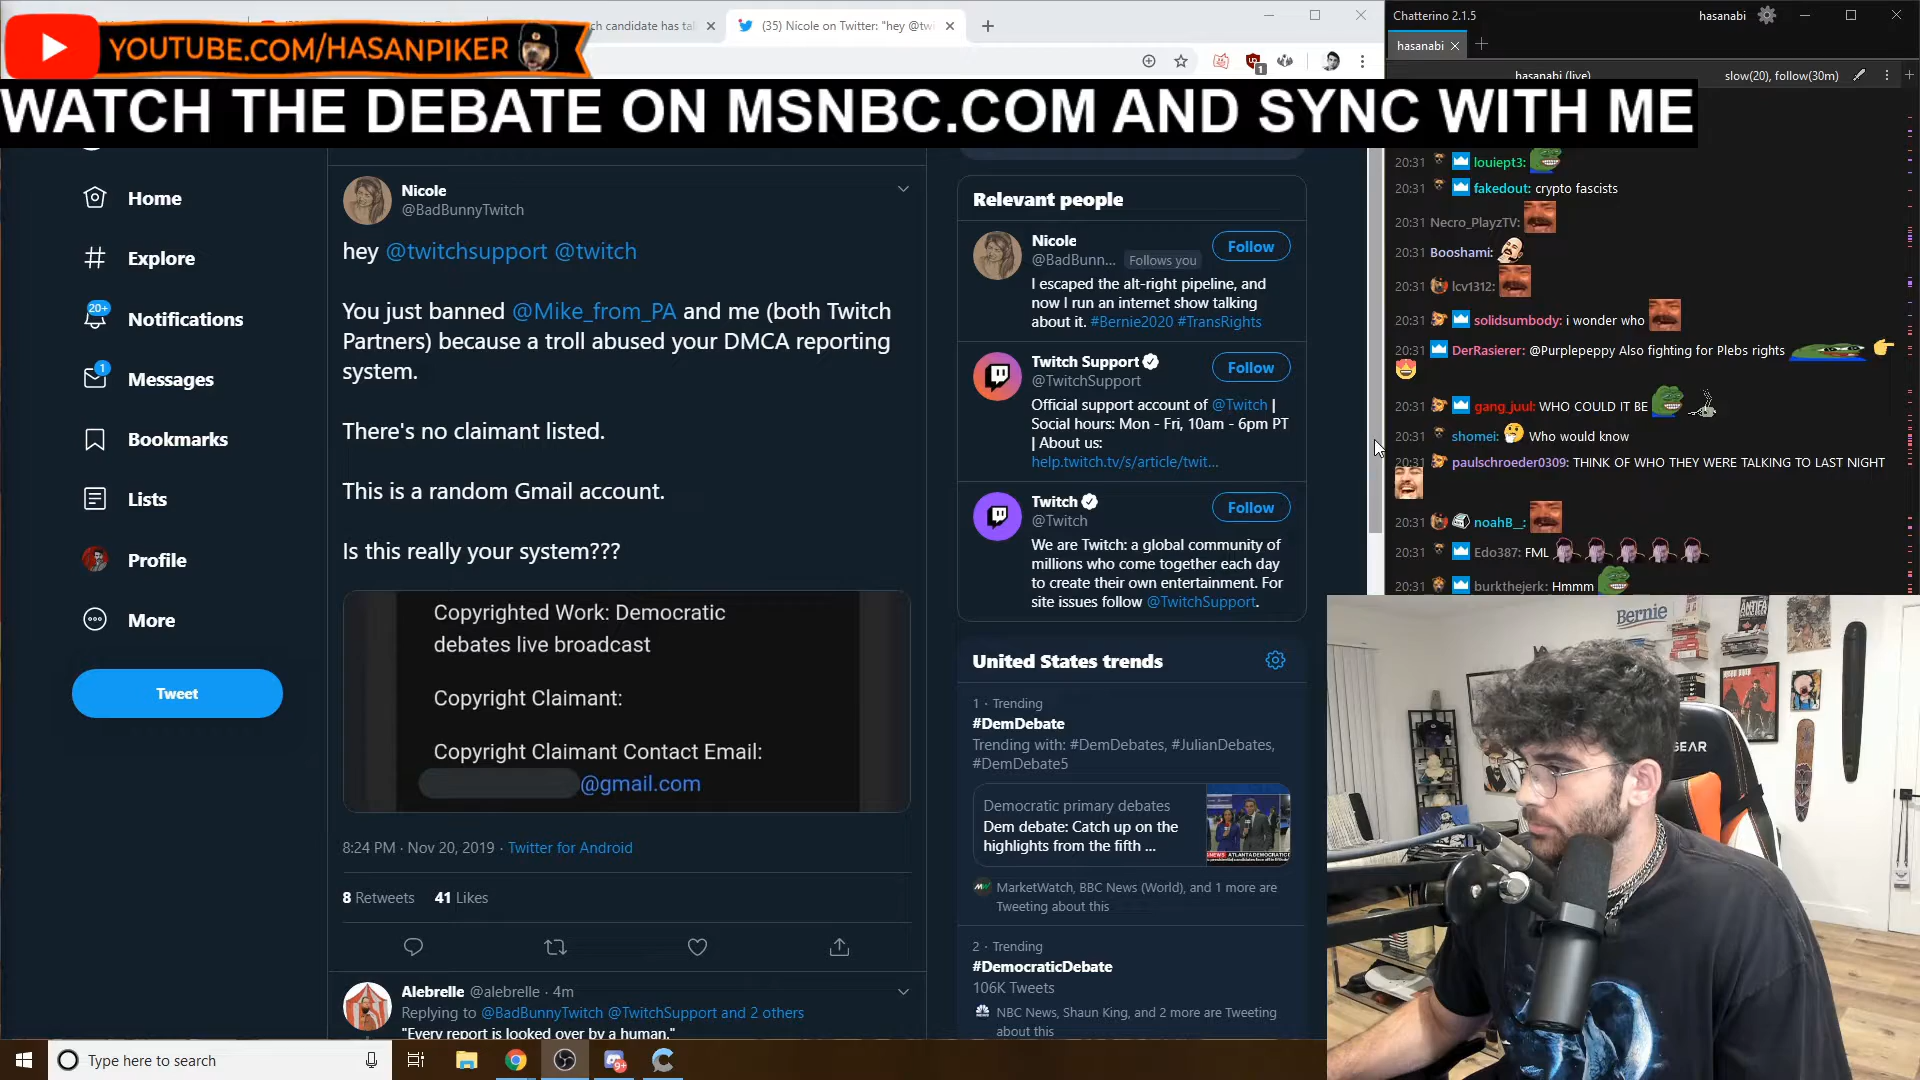 ch candidate has tal
(35) Nicole on Twitter: "hey @twi
Chatterino 2.1.5
hasanabi
YOUTUBE.COM/HASANPIKER
hasanabi
1
hasanabi (live)
slow(20), follow(30m)
WATCH THE DEBATE ON MSNBC.COM AND SYNC WITH ME
Home
Explore
20+
Notifications
1
Messages
Bookmarks
Lists
Profile
More
Tweet
Nicole
@BadBunnyTwitch
hey @twitchsupport @twitch
You just banned @Mike_from_PA and me (both Twitch
Partners) because a troll abused your DMCA reporting
system.
There's no claimant listed.
This is a random Gmail account.
Is this really your system???
Copyrighted Work: Democratic
debates live broadcast
Copyright Claimant:
Copyright Claimant Contact Email:
@gmail.com
8:24 PM · Nov 20, 2019 · Twitter for Android
8 Retweets 41 Likes
Alebrelle @alebrelle · 4m
Replying to @BadBunnyTwitch @TwitchSupport and 2 others
"Every report is looked over by a human."
Relevant people
Nicole
@BadBunn... Follows you
Follow
I escaped the alt-right pipeline, and
now I run an internet show talking
about it. #Bernie2020 #TransRights
Twitch Support
@TwitchSupport
Follow
Official support account of @Twitch |
Social hours: Mon - Fri, 10am - 6pm PT
| About us:
help.twitch.tv/s/article/twit...
Twitch
@Twitch
Follow
We are Twitch: a global community of
millions who come together each day
to create their own entertainment. For
site issues follow @TwitchSupport.
United States trends
1 · Trending
#DemDebate
Trending with: #DemDebates, #JulianDebates,
#DemDebate5
Democratic primary debates
Dem debate: Catch up on the
highlights from the fifth ...
MarketWatch, BBC News (World), and 1 more are
Tweeting about this
2 · Trending
#DemocraticDebate
106K Tweets
NBC News, Shaun King, and 2 more are Tweeting
about this
20:31 louiept3:
20:31 fakedout: crypto fascists
20:31 Necro_PlayzTV:
20:31 Booshami:
20:31 lcv1312:
20:31 solidsumbody: i wonder who
20:31 DerRasierer: @Purplepeppy Also fighting for Plebs rights
20:31 gang_juul: WHO COULD IT BE
20:31 shomei: Who would know
20:31 paulschroeder0309: THINK OF WHO THEY WERE TALKING TO LAST NIGHT
20:31 noahB_:
20:31 Edo387: FML
20:31 burkthejerk: Hmmm
Bernie
ANTIFA
GEAR
Type here to search
9+